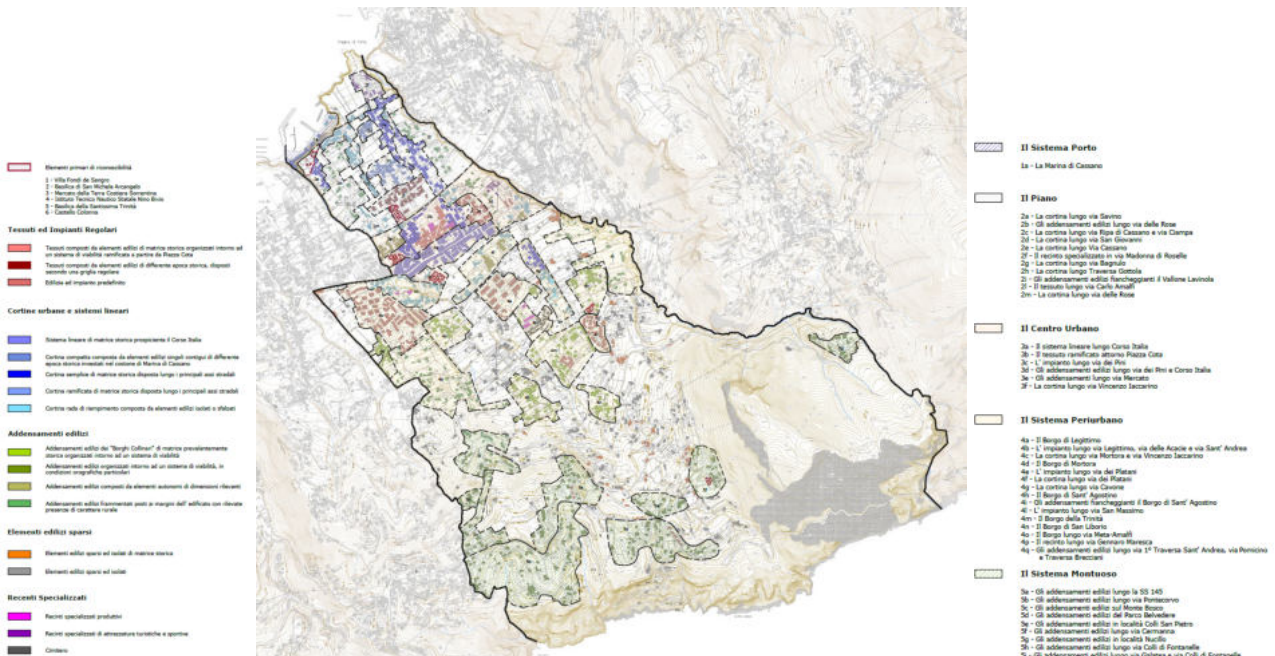 Elementi primari di riconoscibilità
1 - Villa Fondi de Sangro
2 - Basilica di San Michele Arcangelo
3 - Mercato della Terra Costiera Sorrentina
4 - Istituto Tecnico Nautico Statale Nino Bixio
5 - Basilica della Santissima Trinità
6 - Castello Colonna
Tessuti ed Impianti Regolari
Tessuti composti da elementi edilizi di matrice storica organizzati intorno ad
un sistema di viabilità ramificato a partire da Piazza Cota
Tessuti composti da elementi edilizi di differente epoca storica, disposti
secondo una griglia regolare
Edilizia ad impianto predefinito
Cortine urbane e sistemi lineari
Sistema lineare di matrice storica prospiciente il Corso Italia
Cortina compatta composta da elementi edilizi singoli contigui di differente
epoca storica innestati nel costone di Marina di Cassano
Cortina semplice di matrice storica disposta lungo i principali assi stradali
Cortina ramificata di matrice storica disposta lungo i principali assi stradali
Cortina rada di riempimento composta da elementi edilizi isolati e sfalsati
Addensamenti edilizi
Addensamenti edilizi dei "Borghi Collinari" di matrice prevalentemente
storica organizzati intorno ad un sistema di viabilità
Addensamenti edilizi organizzati intorno ad un sistema di viabilità, in
condizioni orografiche particolari
Addensamenti edilizi composti da elementi autonomi di dimensioni rilevanti
Addensamenti edilizi frammentati posti ai margini dell' edificato con rilevate
presenze di carattere rurale
Elementi edilizi sparsi
Elementi edilizi sparsi ed isolati di matrice storica
Elementi edilizi sparsi ed isolati
Recenti Specializzati
Recinti specializzati produttivi
Recinti specializzati di attrezzature turistiche e sportive
Cimitero
Il Sistema Porto
1a - La Marina di Cassano
Il Piano
2a - La cortina lungo via Savino
2b - Gli addensamenti edilizi lungo via delle Rose
2c - La cortina lungo via Ripa di Cassano e via Ciampa
2d - La cortina lungo via San Giovanni
2e - La cortina lungo Via Cassano
2f - Il recinto specializzato in via Madonna di Roselle
2g - La cortina lungo via Bagnulo
2h - La cortina lungo Traversa Gottola
2i - Gli addensamenti edilizi fiancheggianti il Vallone Lavinola
2l - Il tessuto lungo via Carlo Amalfi
2m - La cortina lungo via delle Rose
Il Centro Urbano
3a - Il sistema lineare lungo Corso Italia
3b - Il tessuto ramificato attorno Piazza Cota
3c - L' impianto lungo via dei Pini
3d - Gli addensamenti edilizi lungo via dei Pini e Corso Italia
3e - Gli addensamenti lungo via Mercato
3f - La cortina lungo via Vincenzo Iaccarino
Il Sistema Periurbano
4a - Il Borgo di Legittimo
4b - L' impianto lungo via Legittimo, via delle Acacie e via Sant' Andrea
4c - La cortina lungo via Mortora e via Vincenzo Iaccarino
4d - Il Borgo di Mortora
4e - L' impianto lungo via dei Platani
4f - La cortina lungo via dei Platani
4g - La cortina lungo via Cavone
4h - Il Borgo di Sant' Agostino
4i - Gli addensamenti fiancheggianti il Borgo di Sant' Agostino
4l - L' impianto lungo via San Massimo
4m - Il Borgo della Trinità
4n - Il Borgo di San Liborio
4o - Il Borgo lungo via Meta-Amalfi
4p - Il recinto lungo via Gennaro Maresca
4q - Gli addensamenti edilizi lungo via 1° Traversa Sant' Andrea, via Pomicino
e Traversa Brecciani
Il Sistema Montuoso
5a - Gli addensamenti edilizi lungo la SS 145
5b - Gli addensamenti edilizi lungo via Pontecorvo
5c - Gli addensamenti edilizi sul Monte Bosco
5d - Gli addensamenti edilizi del Parco Belvedere
5e - Gli addensamenti edilizi in località Colli San Pietro
5f - Gli addensamenti edilizi lungo via Cermanna
5g - Gli addensamenti edilizi in località Nucillo
5h - Gli addensamenti edilizi lungo via Colli di Fontanelle
5i - Gli addensamenti edilizi lungo via Galatea e via Colli di Fontanelle